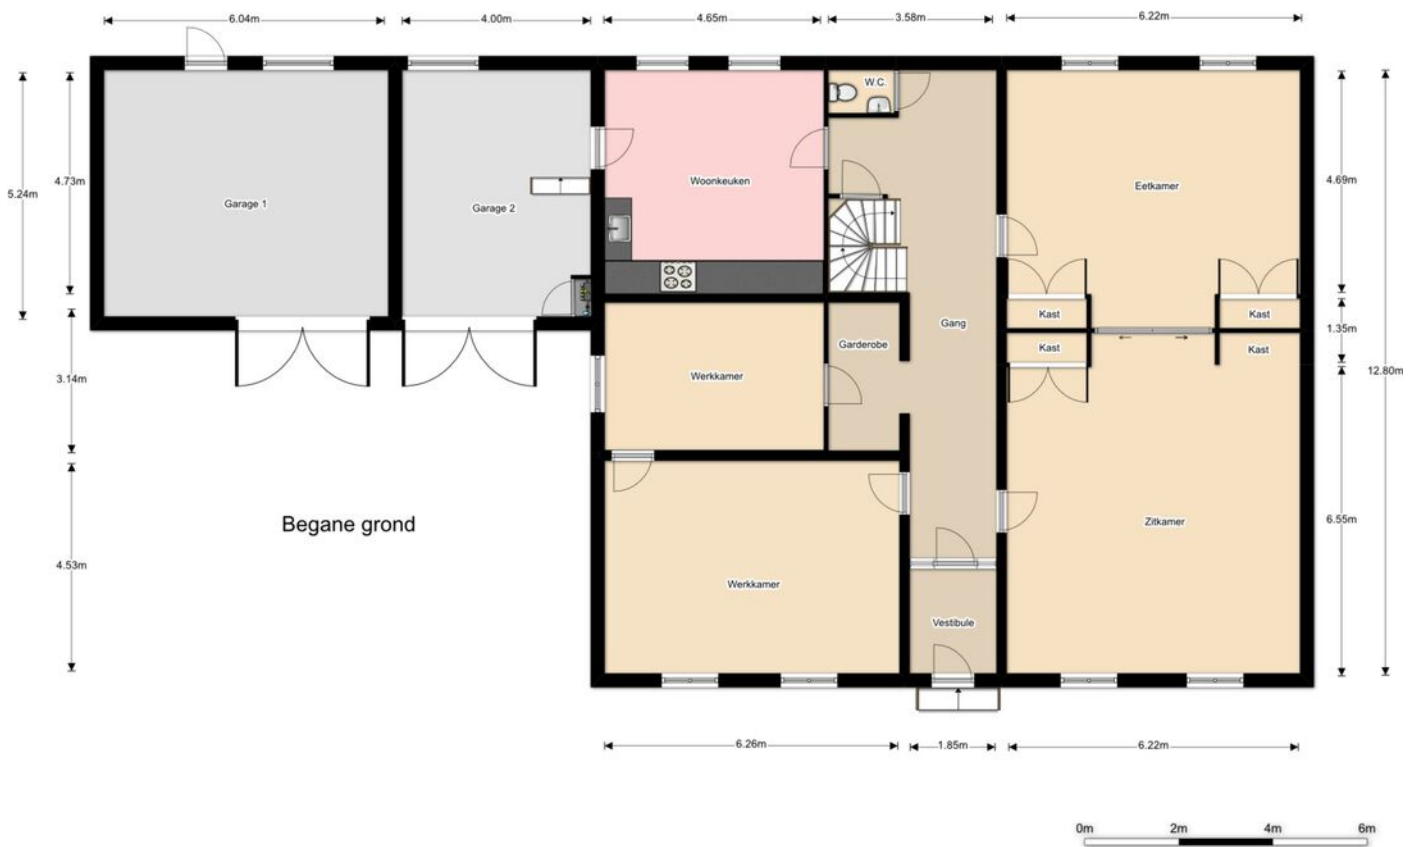 6.04m
4.00m
4.65m
3.58m
6.22m
W.C.
5.24m
4.73m
Garage 1
Garage 2
Woonkeuken
Eetkamer
4.69m
12.80m
Kast
Kast
1.35m
Gang
Garderobe
Kast
Kast
3.14m
Werkkamer
Begane grond
Zitkamer
6.55m
4.53m
Werkkamer
Vestibule
6.26m
1.85m
6.22m
0m
2m
4m
6m